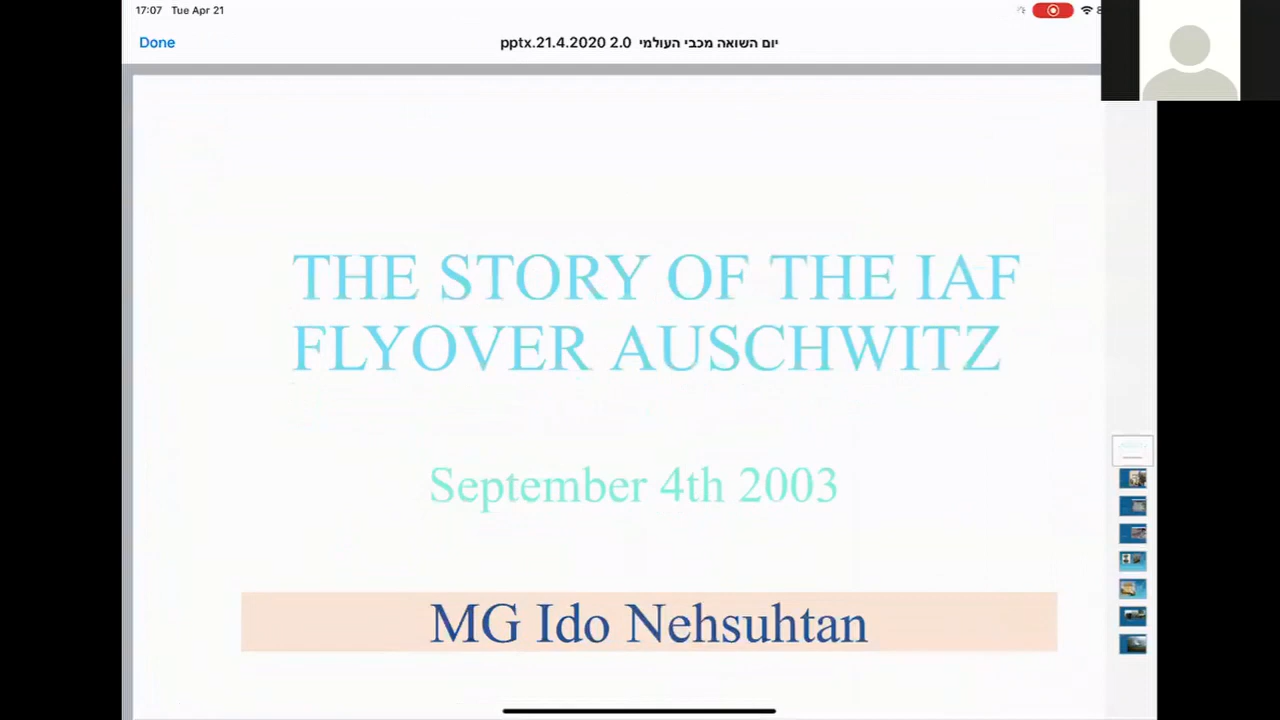 17:07 Tue Apr 21
8
Done
יום השואה מכבי העולמי 2.0 21.4.2020.pptx
THE STORY OF THE IAF
FLYOVER AUSCHWITZ
September 4th 2003
MG Ido Nehsuhtan